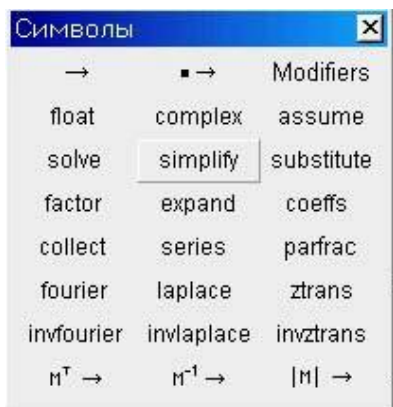 Символы
→ ▪ → Modifiers
float complex assume
solve simplify substitute
factor expand coeffs
collect series parfrac
fourier laplace ztrans
invfourier invlaplace invztrans
Mᵀ → M⁻¹ → |M| →